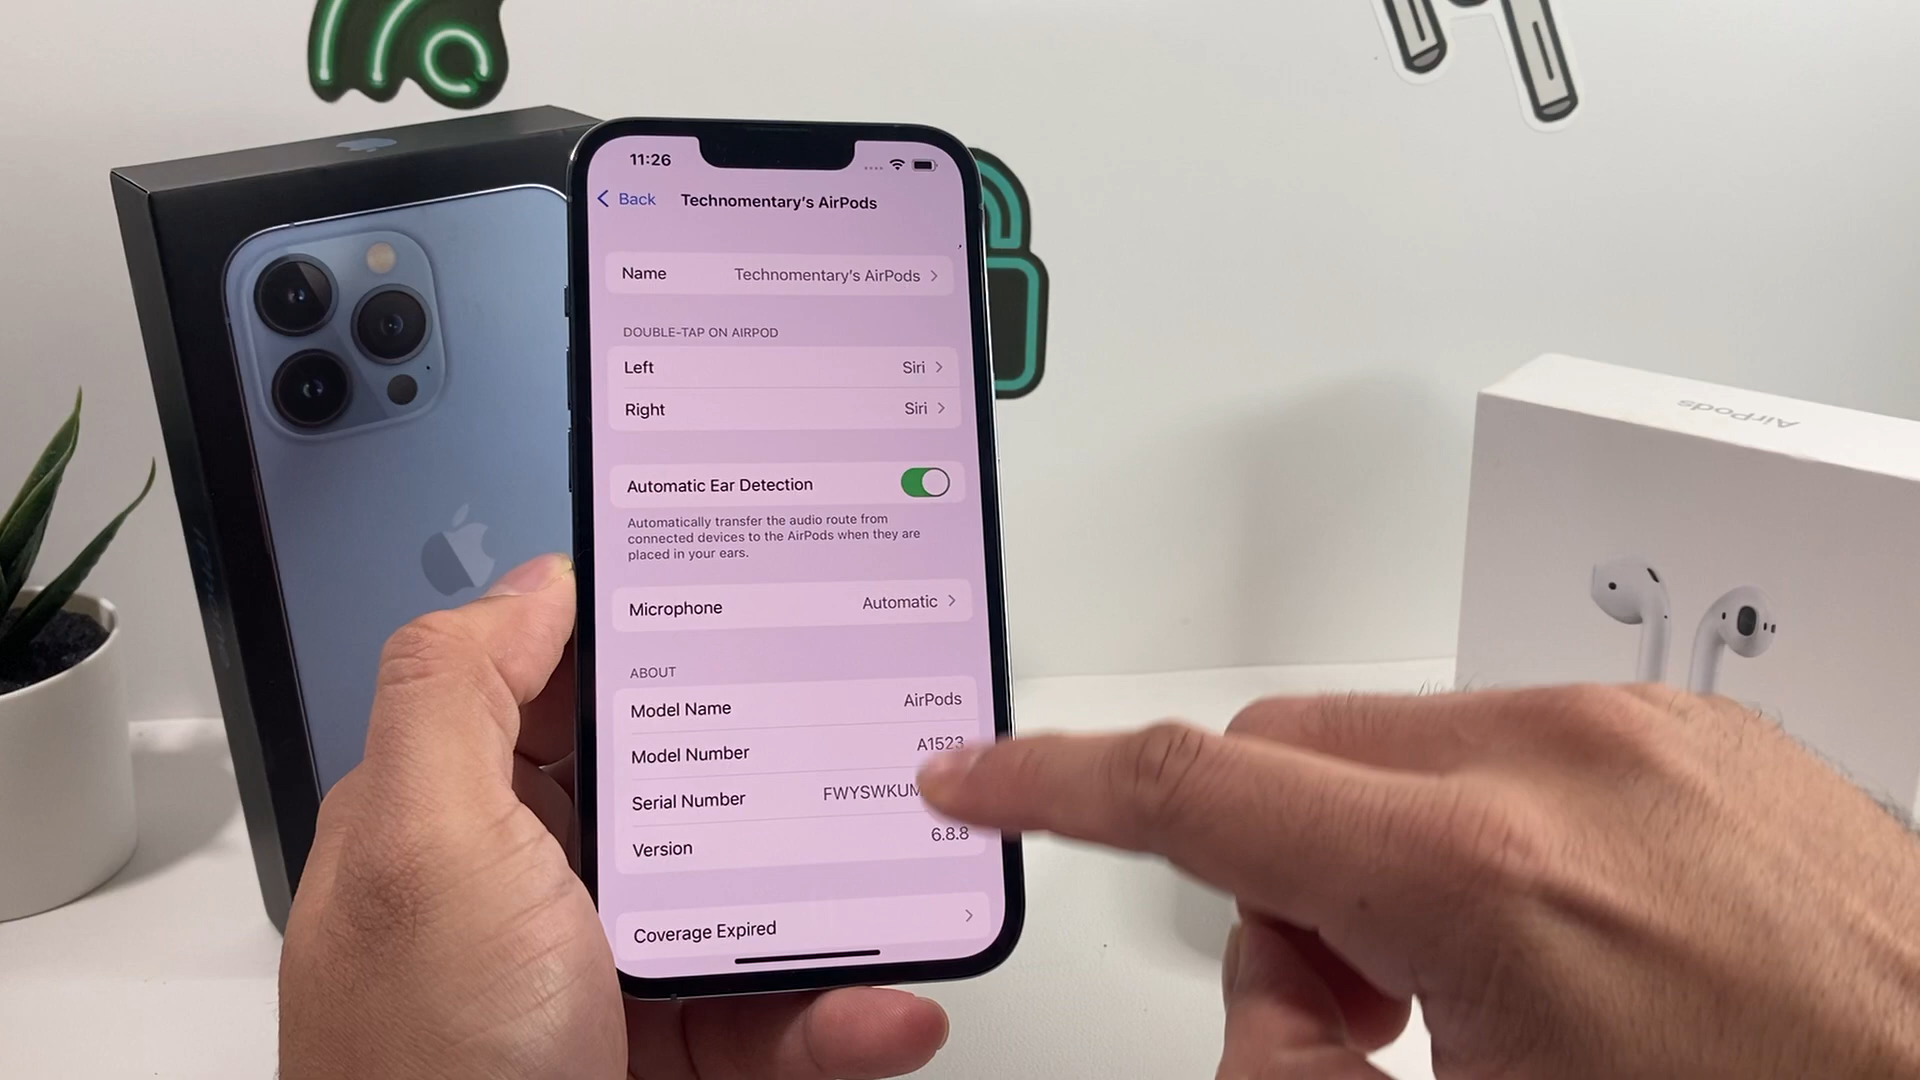 11:26
Back
Technomentary's AirPods
Name
Technomentary's AirPods
DOUBLE-TAP ON AIRPOD
Left
Siri
Right
Siri
Automatic Ear Detection
Automatically transfer the audio route from
connected devices to the AirPods when they are
placed in your ears.
Microphone
Automatic
ABOUT
Model Name
AirPods
Model Number
A1523
Serial Number
Version
6.8.8
Coverage Expired
AirPods
iPhone